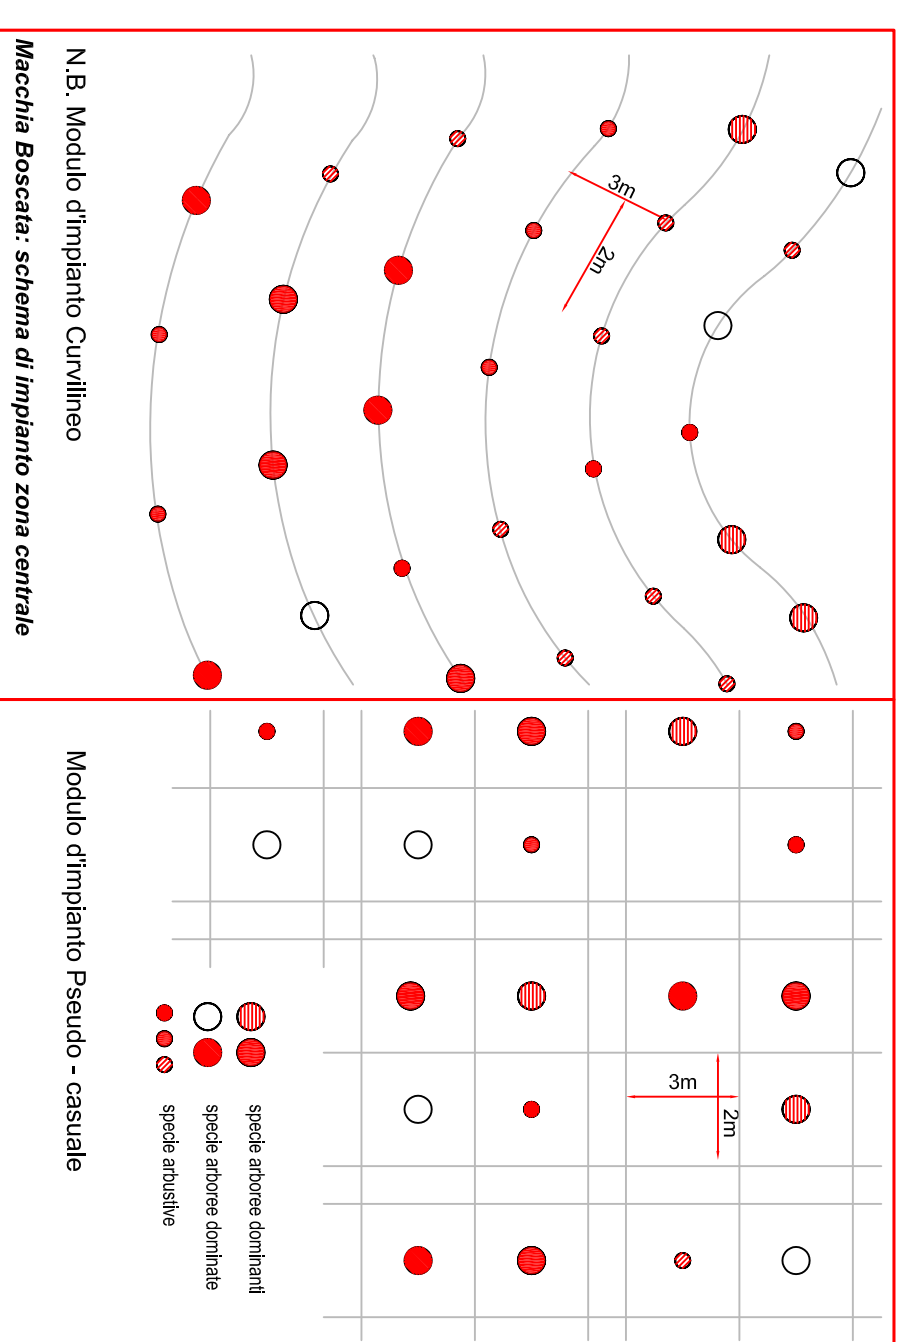 3m
2m
N.B. Modulo d'impianto Curvilineo
3m
2m
specie arboree dominanti
specie arboree dominate
specie arbustive
Modulo d'impianto Pseudo - casuale
Macchia Boscata: schema di impianto zona centrale